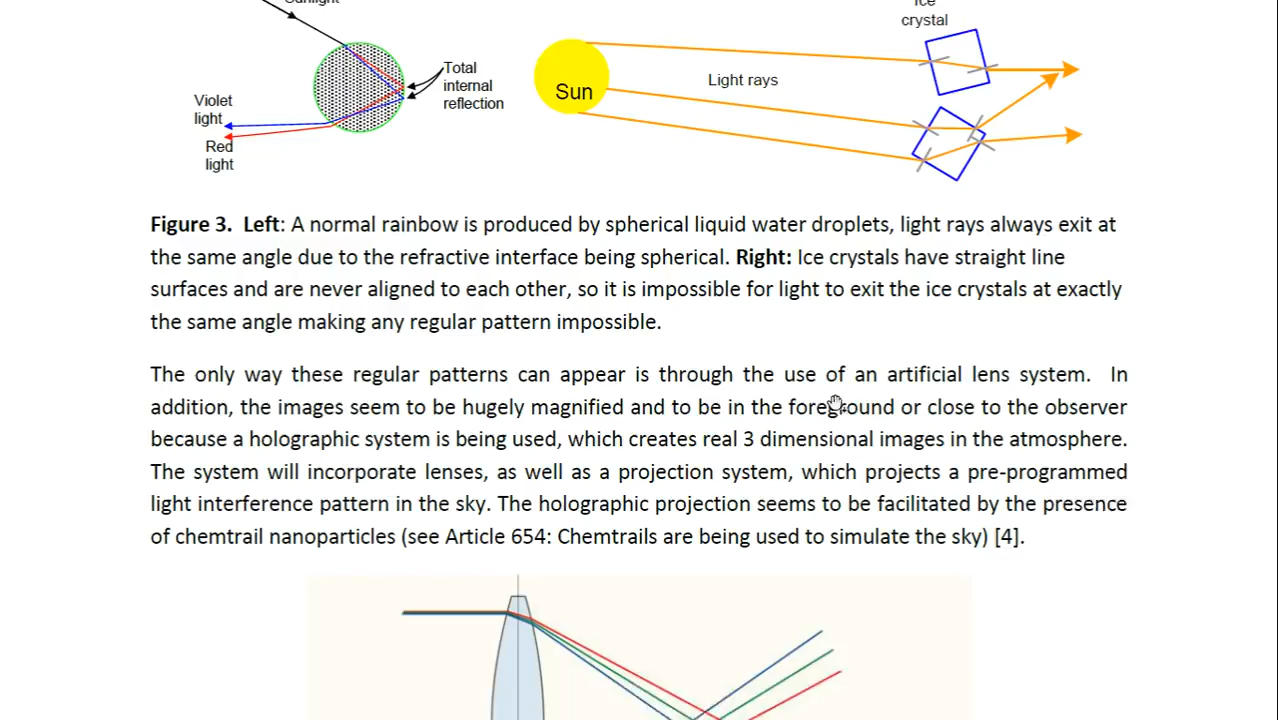 Sunlight
Ice
crystal
Total
internal
reflection
Sun
Light rays
Violet
light
Red
light
Figure 3.  Left: A normal rainbow is produced by spherical liquid water droplets, light rays always exit at
the same angle due to the refractive interface being spherical. Right: Ice crystals have straight line
surfaces and are never aligned to each other, so it is impossible for light to exit the ice crystals at exactly
the same angle making any regular pattern impossible.
The only way these regular patterns can appear is through the use of an artificial lens system.  In
addition, the images seem to be hugely magnified and to be in the foreground or close to the observer
because a holographic system is being used, which creates real 3 dimensional images in the atmosphere.
The system will incorporate lenses, as well as a projection system, which projects a pre-programmed
light interference pattern in the sky. The holographic projection seems to be facilitated by the presence
of chemtrail nanoparticles (see Article 654: Chemtrails are being used to simulate the sky) [4].